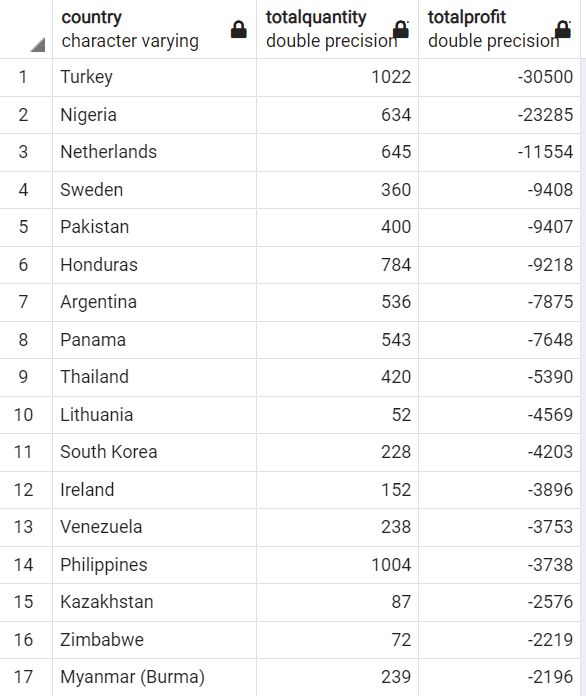 country totalquantity totalprofit
character varying double precision double precision
1 Turkey 1022 -30500
2 Nigeria 634 -23285
3 Netherlands 645 -11554
4 Sweden 360 -9408
5 Pakistan 400 -9407
6 Honduras 784 -9218
7 Argentina 536 -7875
8 Panama 543 -7648
9 Thailand 420 -5390
10 Lithuania 52 -4569
11 South Korea 228 -4203
12 Ireland 152 -3896
13 Venezuela 238 -3753
14 Philippines 1004 -3738
15 Kazakhstan 87 -2576
16 Zimbabwe 72 -2219
17 Myanmar (Burma) 239 -2196